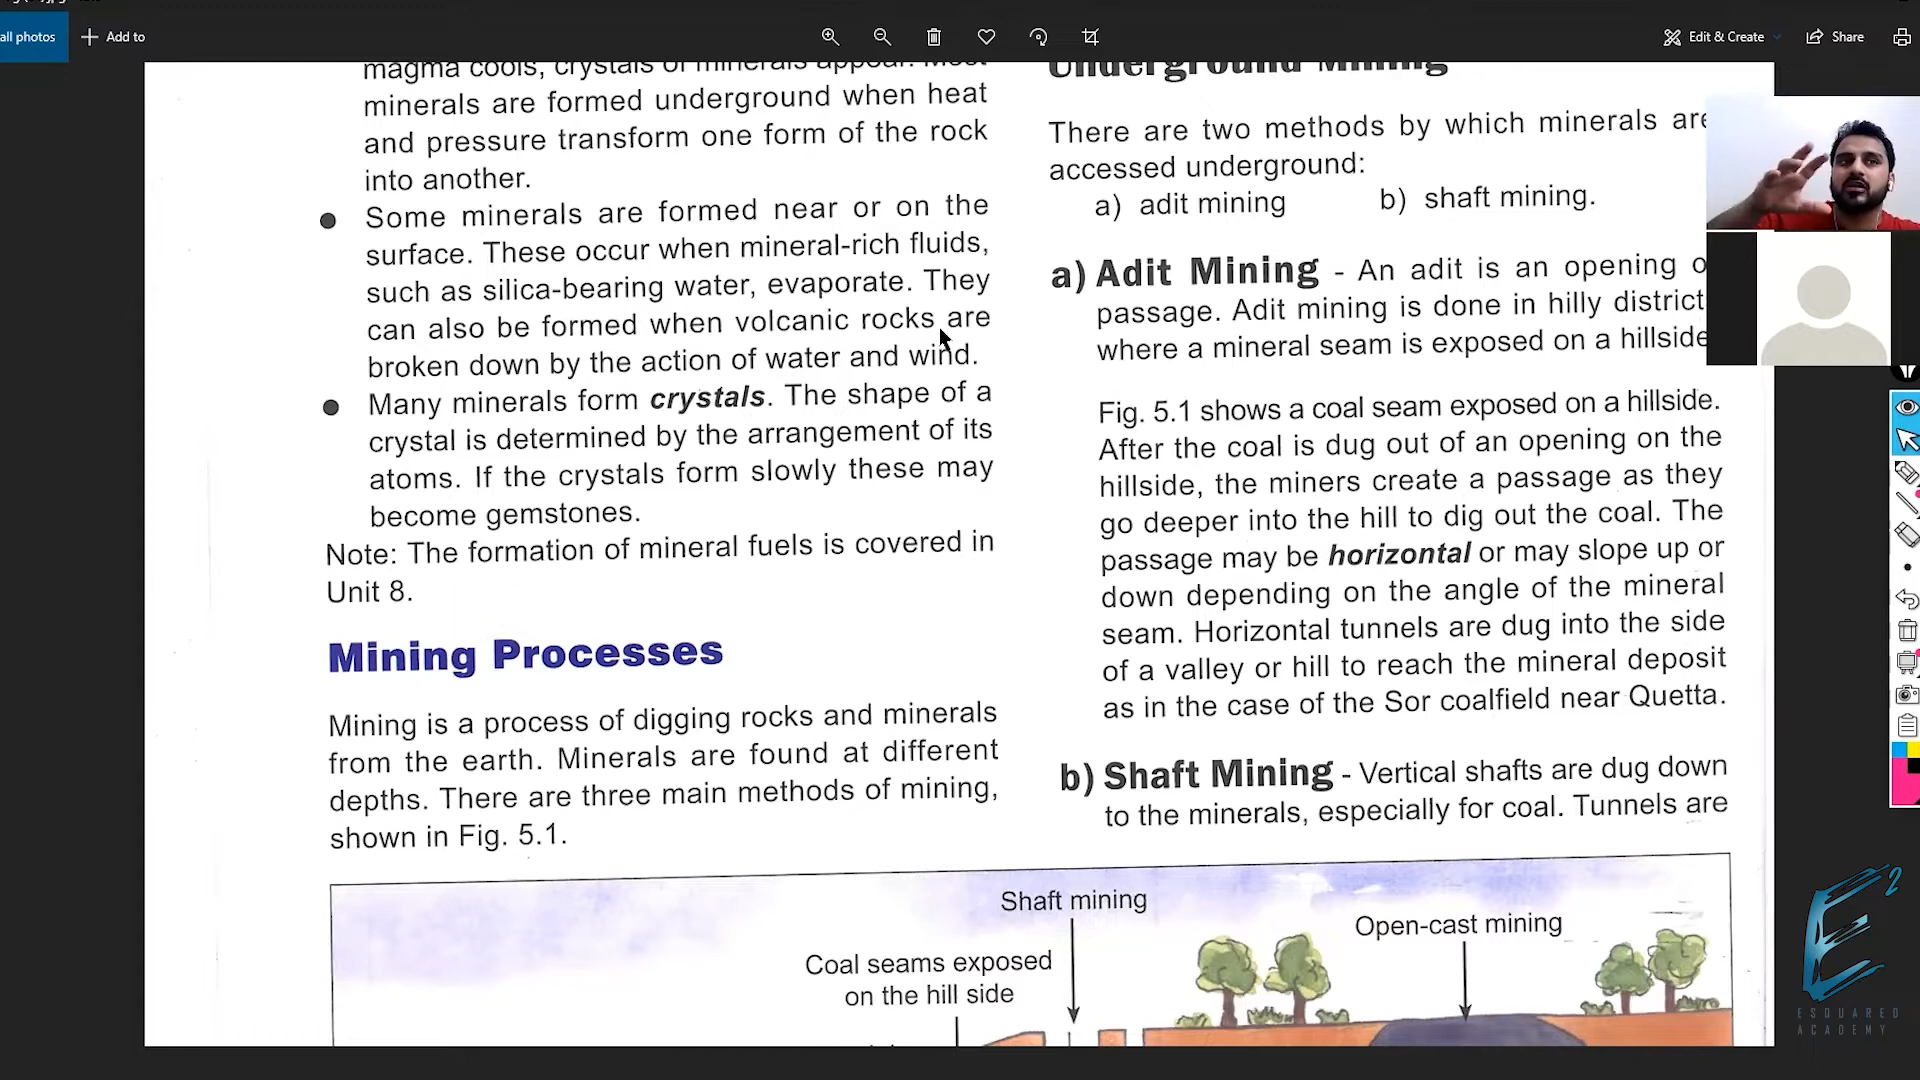 all photos
Add to
Edit & Create
Share
magma cools, crystals of minerals appear. Most
minerals are formed underground when heat
and pressure transform one form of the rock
into another.
Some minerals are formed near or on the
surface. These occur when mineral-rich fluids,
such as silica-bearing water, evaporate. They
can also be formed when volcanic rocks are
broken down by the action of water and wind.
Many minerals form crystals. The shape of a
crystal is determined by the arrangement of its
atoms. If the crystals form slowly these may
become gemstones.
Note: The formation of mineral fuels is covered in
Unit 8.
Mining Processes
Mining is a process of digging rocks and minerals
from the earth. Minerals are found at different
depths. There are three main methods of mining,
shown in Fig. 5.1.
Underground Mining
There are two methods by which minerals are
accessed underground:
a) adit mining b) shaft mining.
a) Adit Mining - An adit is an opening o
passage. Adit mining is done in hilly district
where a mineral seam is exposed on a hillside
Fig. 5.1 shows a coal seam exposed on a hillside.
After the coal is dug out of an opening on the
hillside, the miners create a passage as they
go deeper into the hill to dig out the coal. The
passage may be horizontal or may slope up or
down depending on the angle of the mineral
seam. Horizontal tunnels are dug into the side
of a valley or hill to reach the mineral deposit
as in the case of the Sor coalfield near Quetta.
b) Shaft Mining - Vertical shafts are dug down
to the minerals, especially for coal. Tunnels are
Shaft mining
Open-cast mining
Coal seams exposed
on the hill side
E2
ESQUARED
ACADEMY